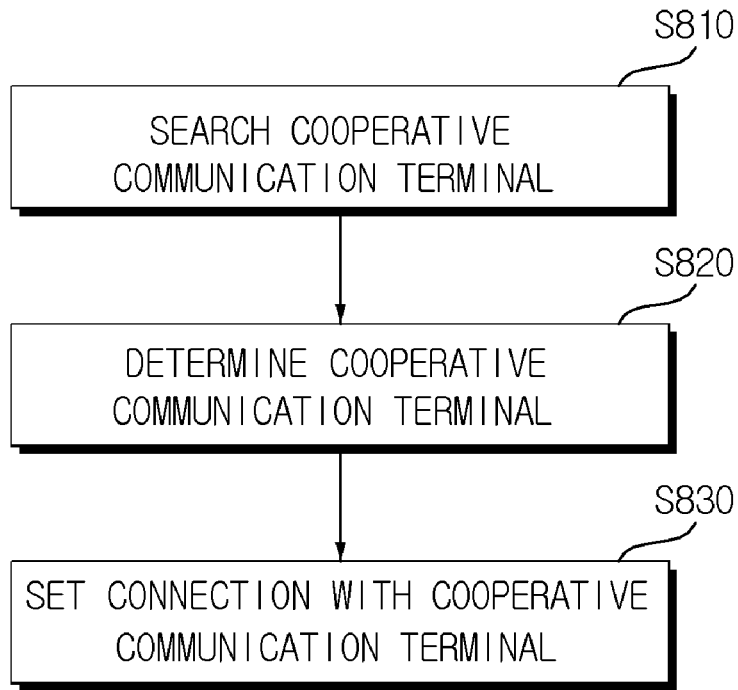 S810
SEARCH COOPERATIVE
COMMUNICATION TERMINAL
S820
DETERMINE COOPERATIVE
COMMUNICATION TERMINAL
S830
SET CONNECTION WITH COOPERATIVE
COMMUNICATION TERMINAL